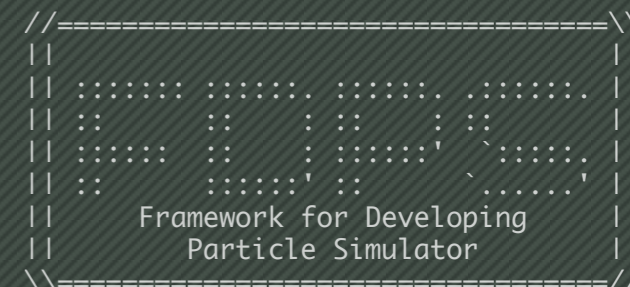 //===================================\\
|| |
|| ::::::: ::::::. ::::::. .::::::. |
|| :: :: : :: : :: |
|| :::::: :: : ::::::' `:::::. |
|| :: ::::::' :: `......' |
|| Framework for Developing |
|| Particle Simulator |
\\===================================//